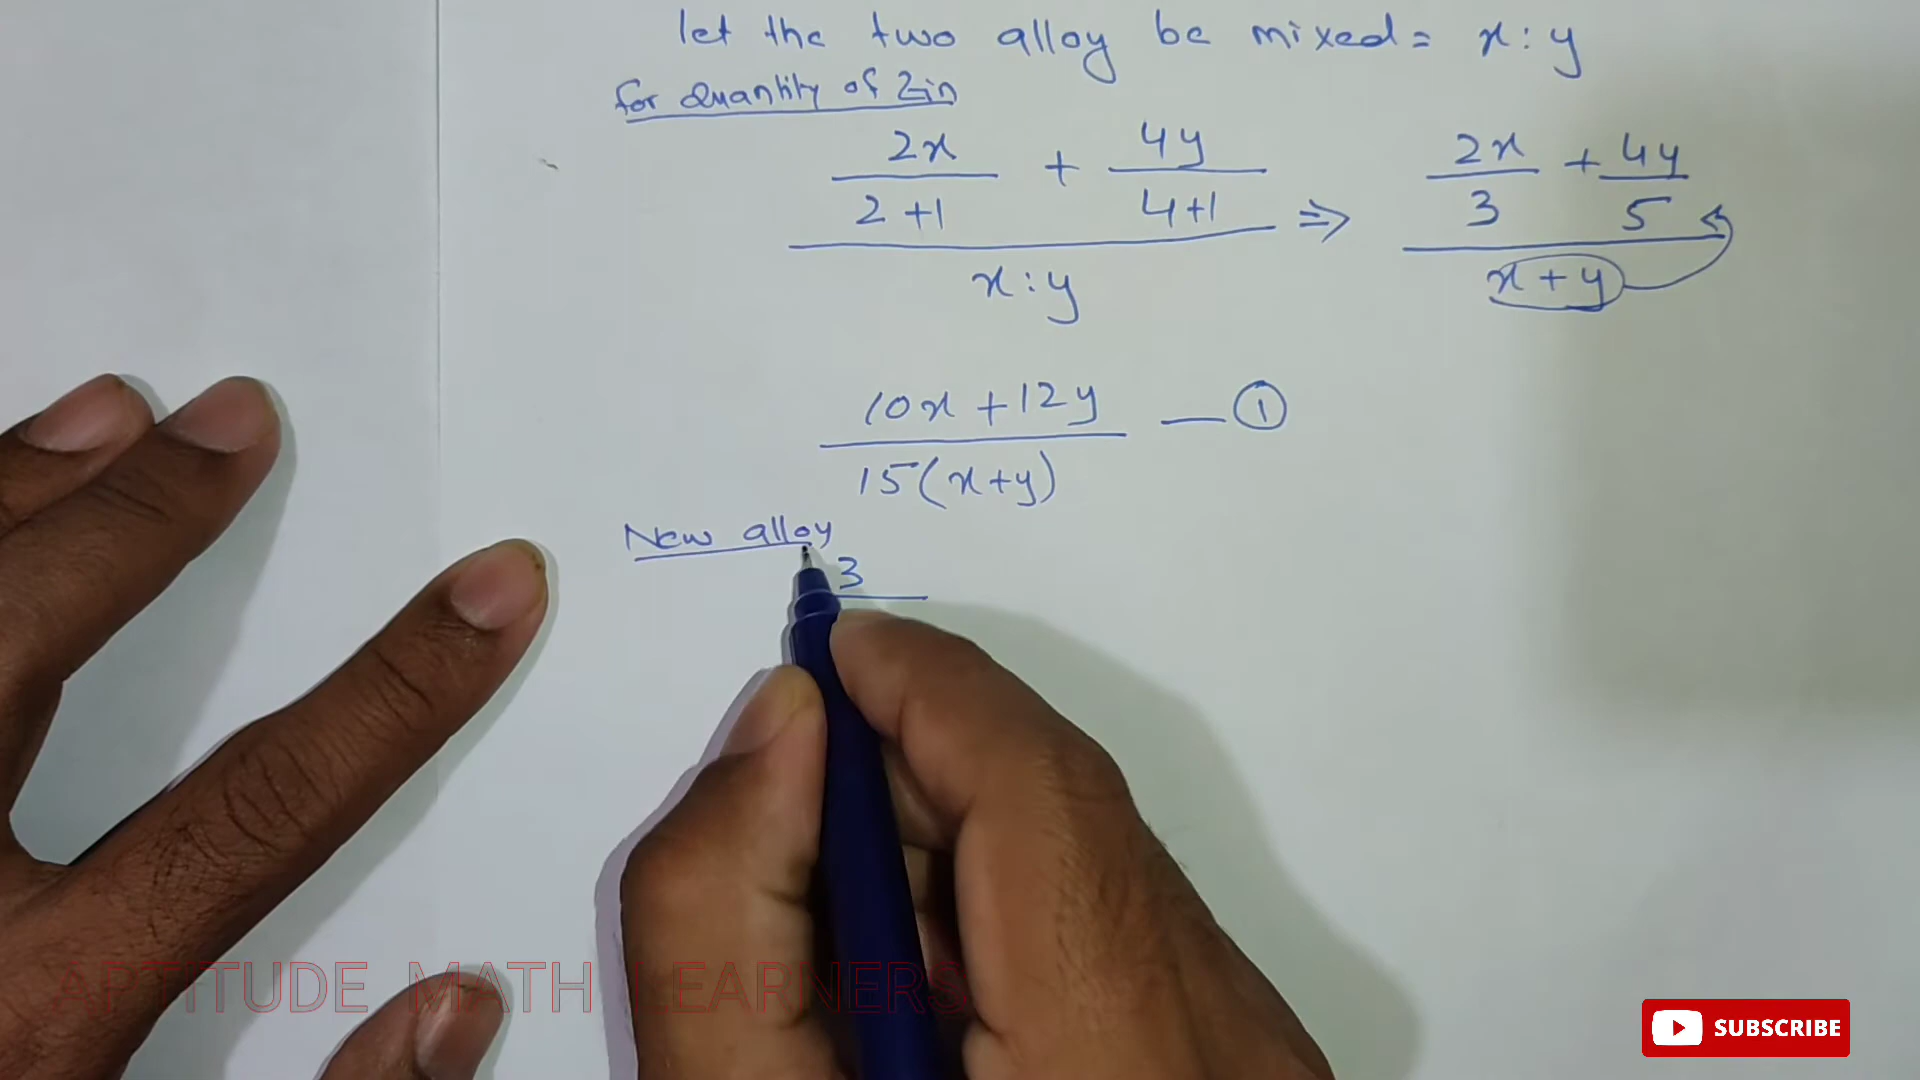 let the two alloy be mixed = x : y
for Quantity of Zin
2x / 2+1 + 4y / 4+1 ⇒ 2x / 3 + 4y / 5
x : y
x + y
10x + 12y — ①
15(x+y)
New alloy
3
APTITUDE MATH LEARNERS
SUBSCRIBE